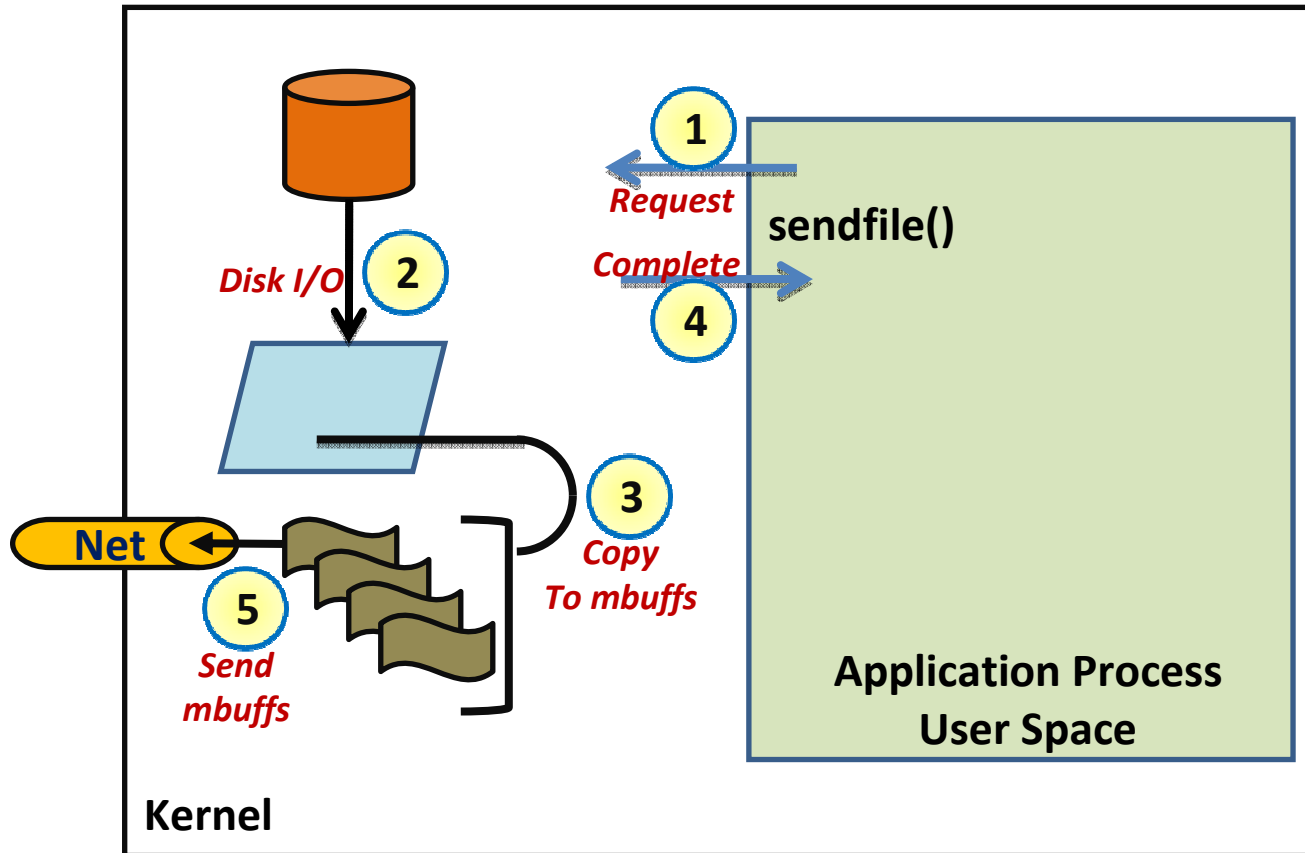 1
Request
sendfile()
Complete
4
2
Disk I/O
3
Copy
To mbuffs
Net
5
Send
mbuffs
Application Process
User Space
Kernel